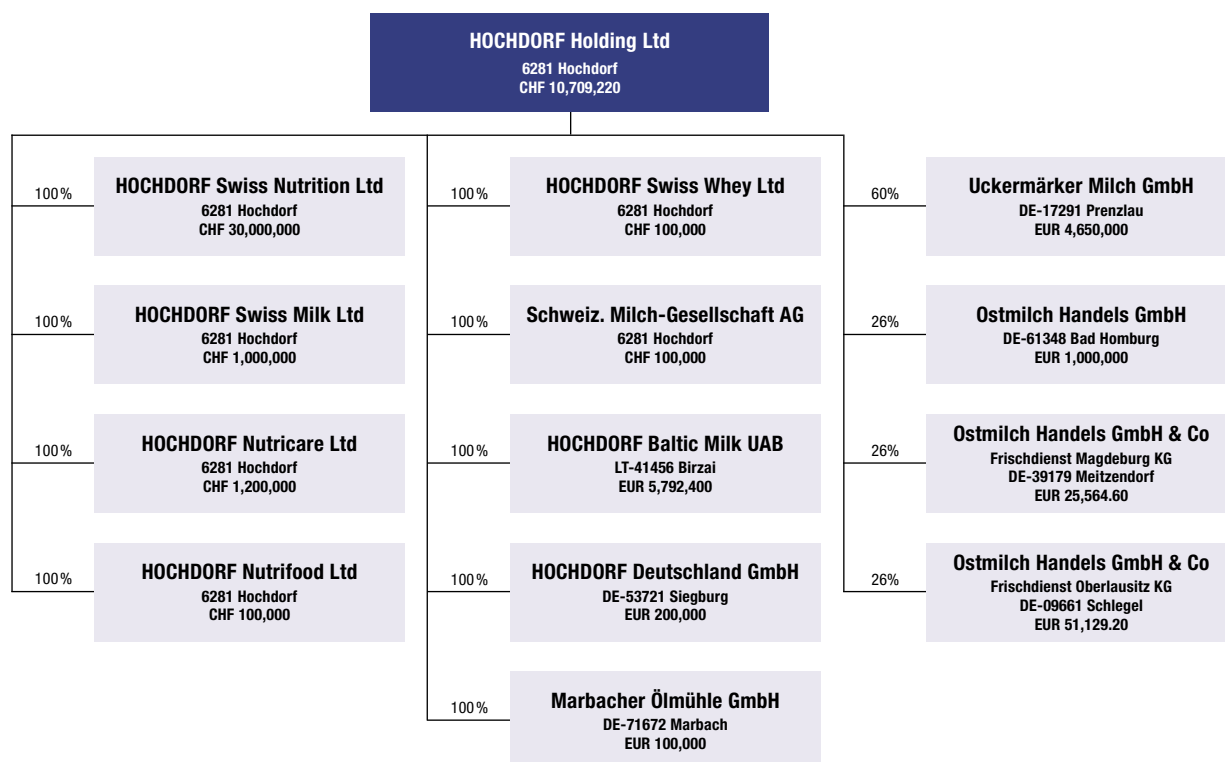 HOCHDORF Holding Ltd
6281 Hochdorf
CHF 10,709,220
100%
HOCHDORF Swiss Nutrition Ltd
6281 Hochdorf
CHF 30,000,000
100%
HOCHDORF Swiss Milk Ltd
6281 Hochdorf
CHF 1,000,000
100%
HOCHDORF Nutricare Ltd
6281 Hochdorf
CHF 1,200,000
100%
HOCHDORF Nutrifood Ltd
6281 Hochdorf
CHF 100,000
100%
HOCHDORF Swiss Whey Ltd
6281 Hochdorf
CHF 100,000
100%
Schweiz. Milch-Gesellschaft AG
6281 Hochdorf
CHF 100,000
100%
HOCHDORF Baltic Milk UAB
LT-41456 Birzai
EUR 5,792,400
100%
HOCHDORF Deutschland GmbH
DE-53721 Siegburg
EUR 200,000
100%
Marbacher Ölmühle GmbH
DE-71672 Marbach
EUR 100,000
60%
Uckermärker Milch GmbH
DE-17291 Prenzlau
EUR 4,650,000
26%
Ostmilch Handels GmbH
DE-61348 Bad Homburg
EUR 1,000,000
26%
Ostmilch Handels GmbH & Co
Frischdienst Magdeburg KG
DE-39179 Meitzendorf
EUR 25,564.60
26%
Ostmilch Handels GmbH & Co
Frischdienst Oberlausitz KG
DE-09661 Schlegel
EUR 51,129.20